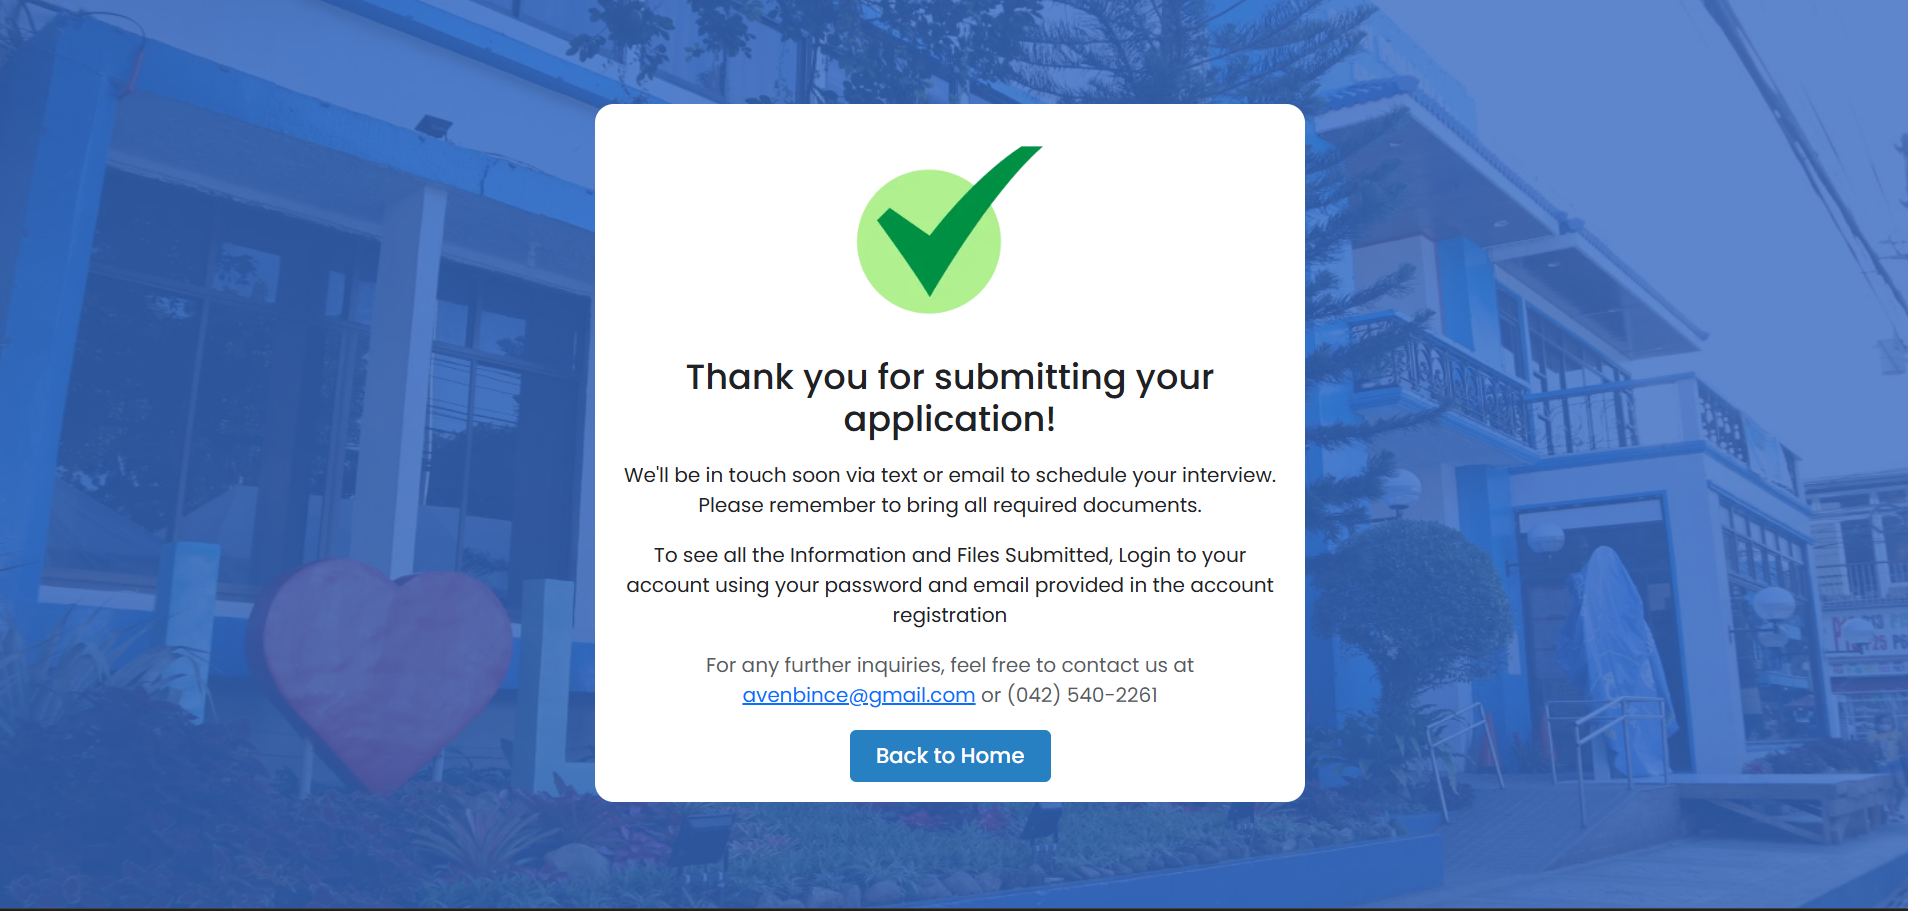 Thank you for submitting your
application!
We'll be in touch soon via text or email to schedule your interview.
Please remember to bring all required documents.
To see all the Information and Files Submitted, Login to your
account using your password and email provided in the account
registration
For any further inquiries, feel free to contact us at
avenbince@gmail.com or (042) 540-2261
Back to Home